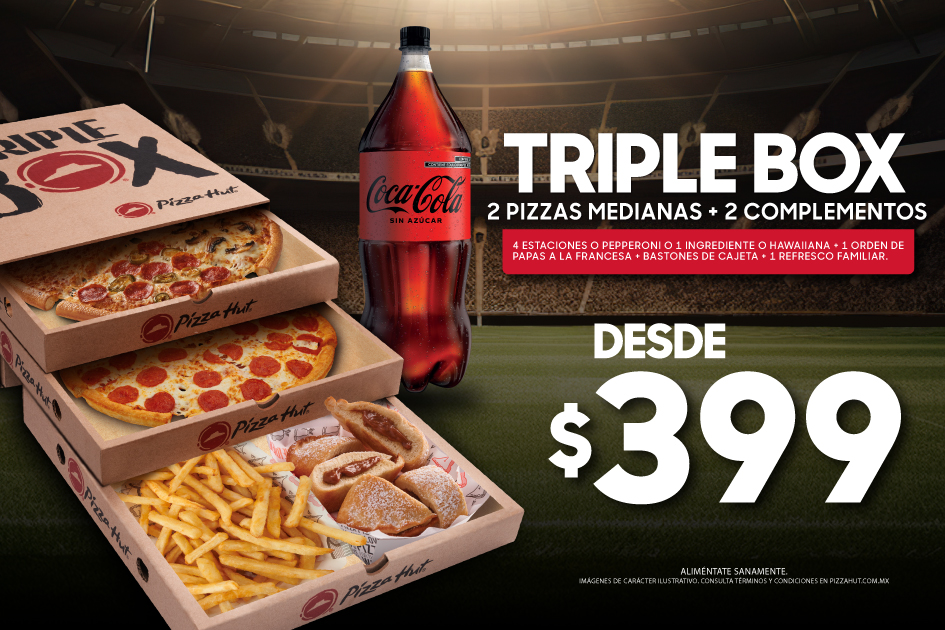 TRIPLE
BOX
Pizza Hut
Pizza Hut
Pizza Hut
Pizza Hut
Pizza Hut
Pizza Hut
Coca-Cola
SIN AZÚCAR
TRIPLE BOX
2 PIZZAS MEDIANAS + 2 COMPLEMENTOS
4 ESTACIONES O PEPPERONI O 1 INGREDIENTE O HAWAIIANA + 1 ORDEN DE
PAPAS A LA FRANCESA + BASTONES DE CAJETA + 1 REFRESCO FAMILIAR.
DESDE
$399
ALIMÉNTATE SANAMENTE.
IMÁGENES DE CARÁCTER ILUSTRATIVO. CONSULTA TÉRMINOS Y CONDICIONES EN PIZZAHUT.COM.MX